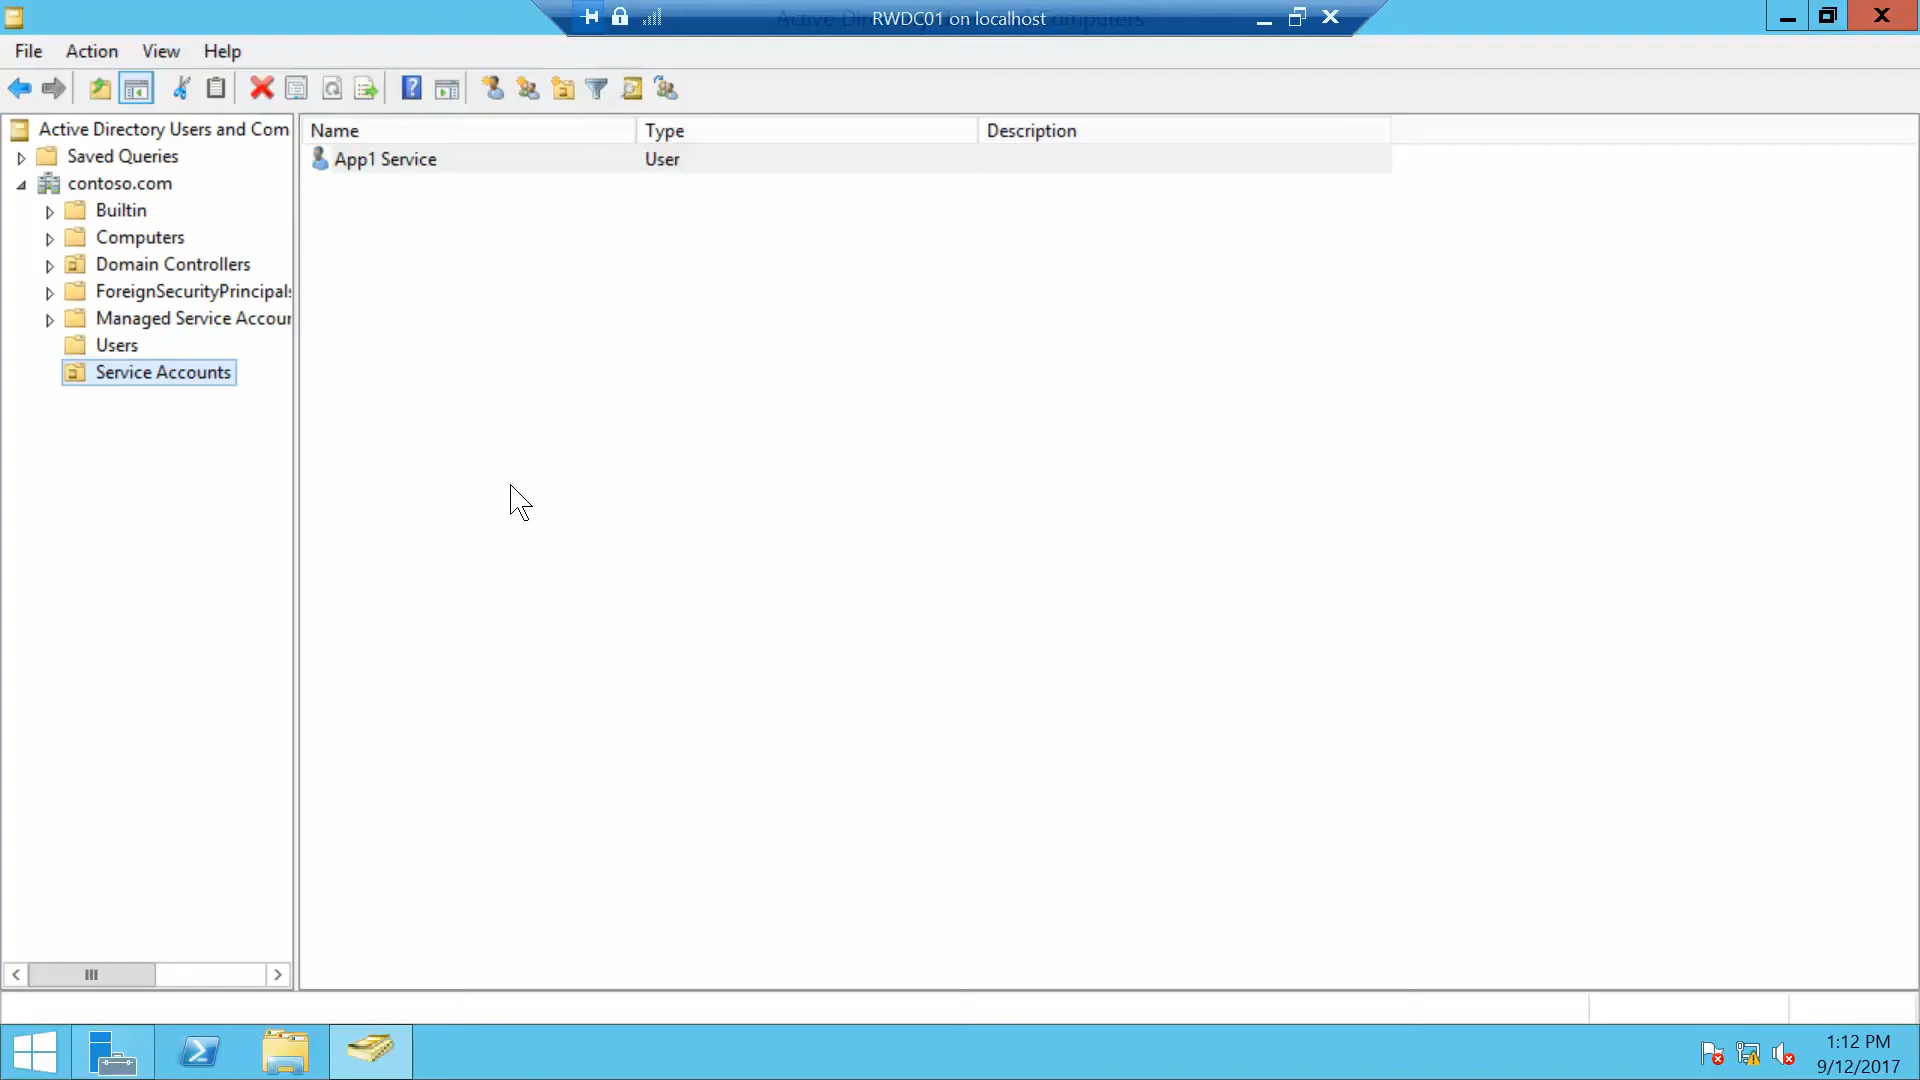 RWDC01 on localhost
File Action View Help
Active Directory Users and Com
Name Type Description
Saved Queries
App1 Service User
contoso.com
Builtin
Computers
Domain Controllers
ForeignSecurityPrincipals
Managed Service Accour
Users
Service Accounts
1:12 PM
9/12/2017